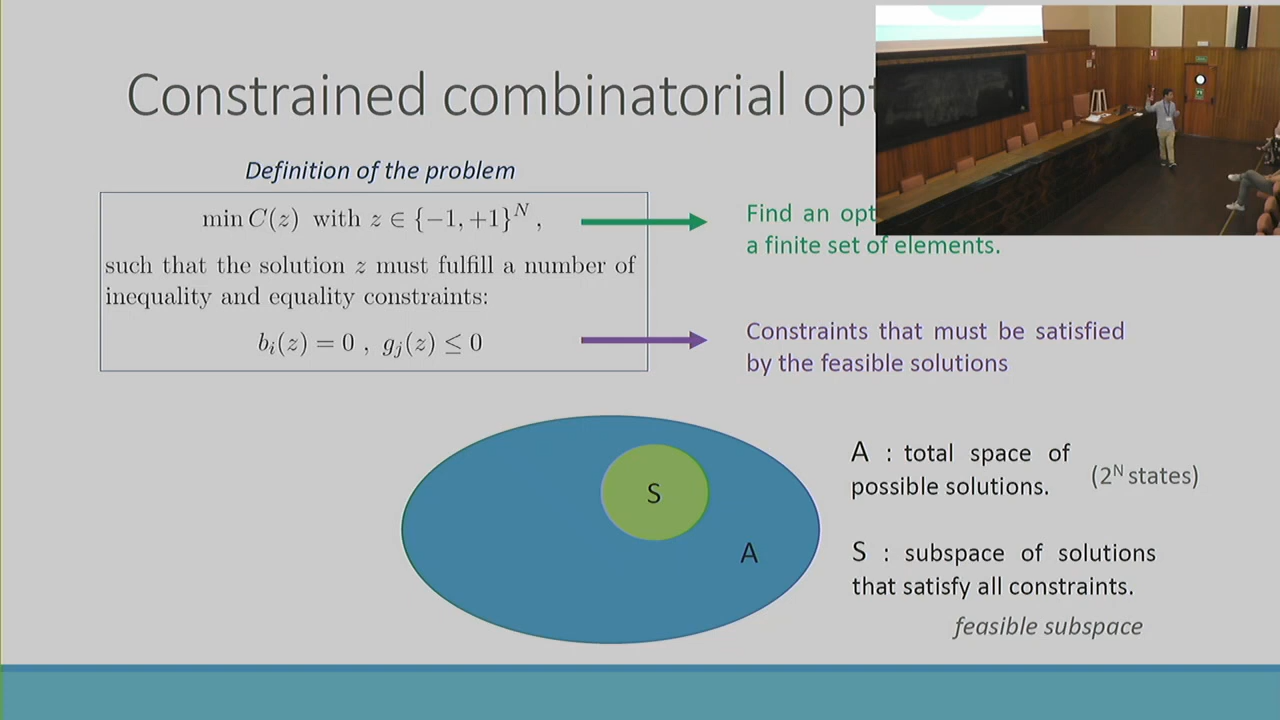 Constrained combinatorial
Definition of the problem
min C(z) with z ∈ {−1, +1}^N ,
such that the solution z must fulfill a number of
inequality and equality constraints:
b_i(z) = 0 , g_j(z) ≤ 0
Find an
a finite set of elements.
Constraints that must be satisfied
by the feasible solutions
S
A
A : total space of
possible solutions.
(2^N states)
S : subspace of solutions
that satisfy all constraints.
feasible subspace